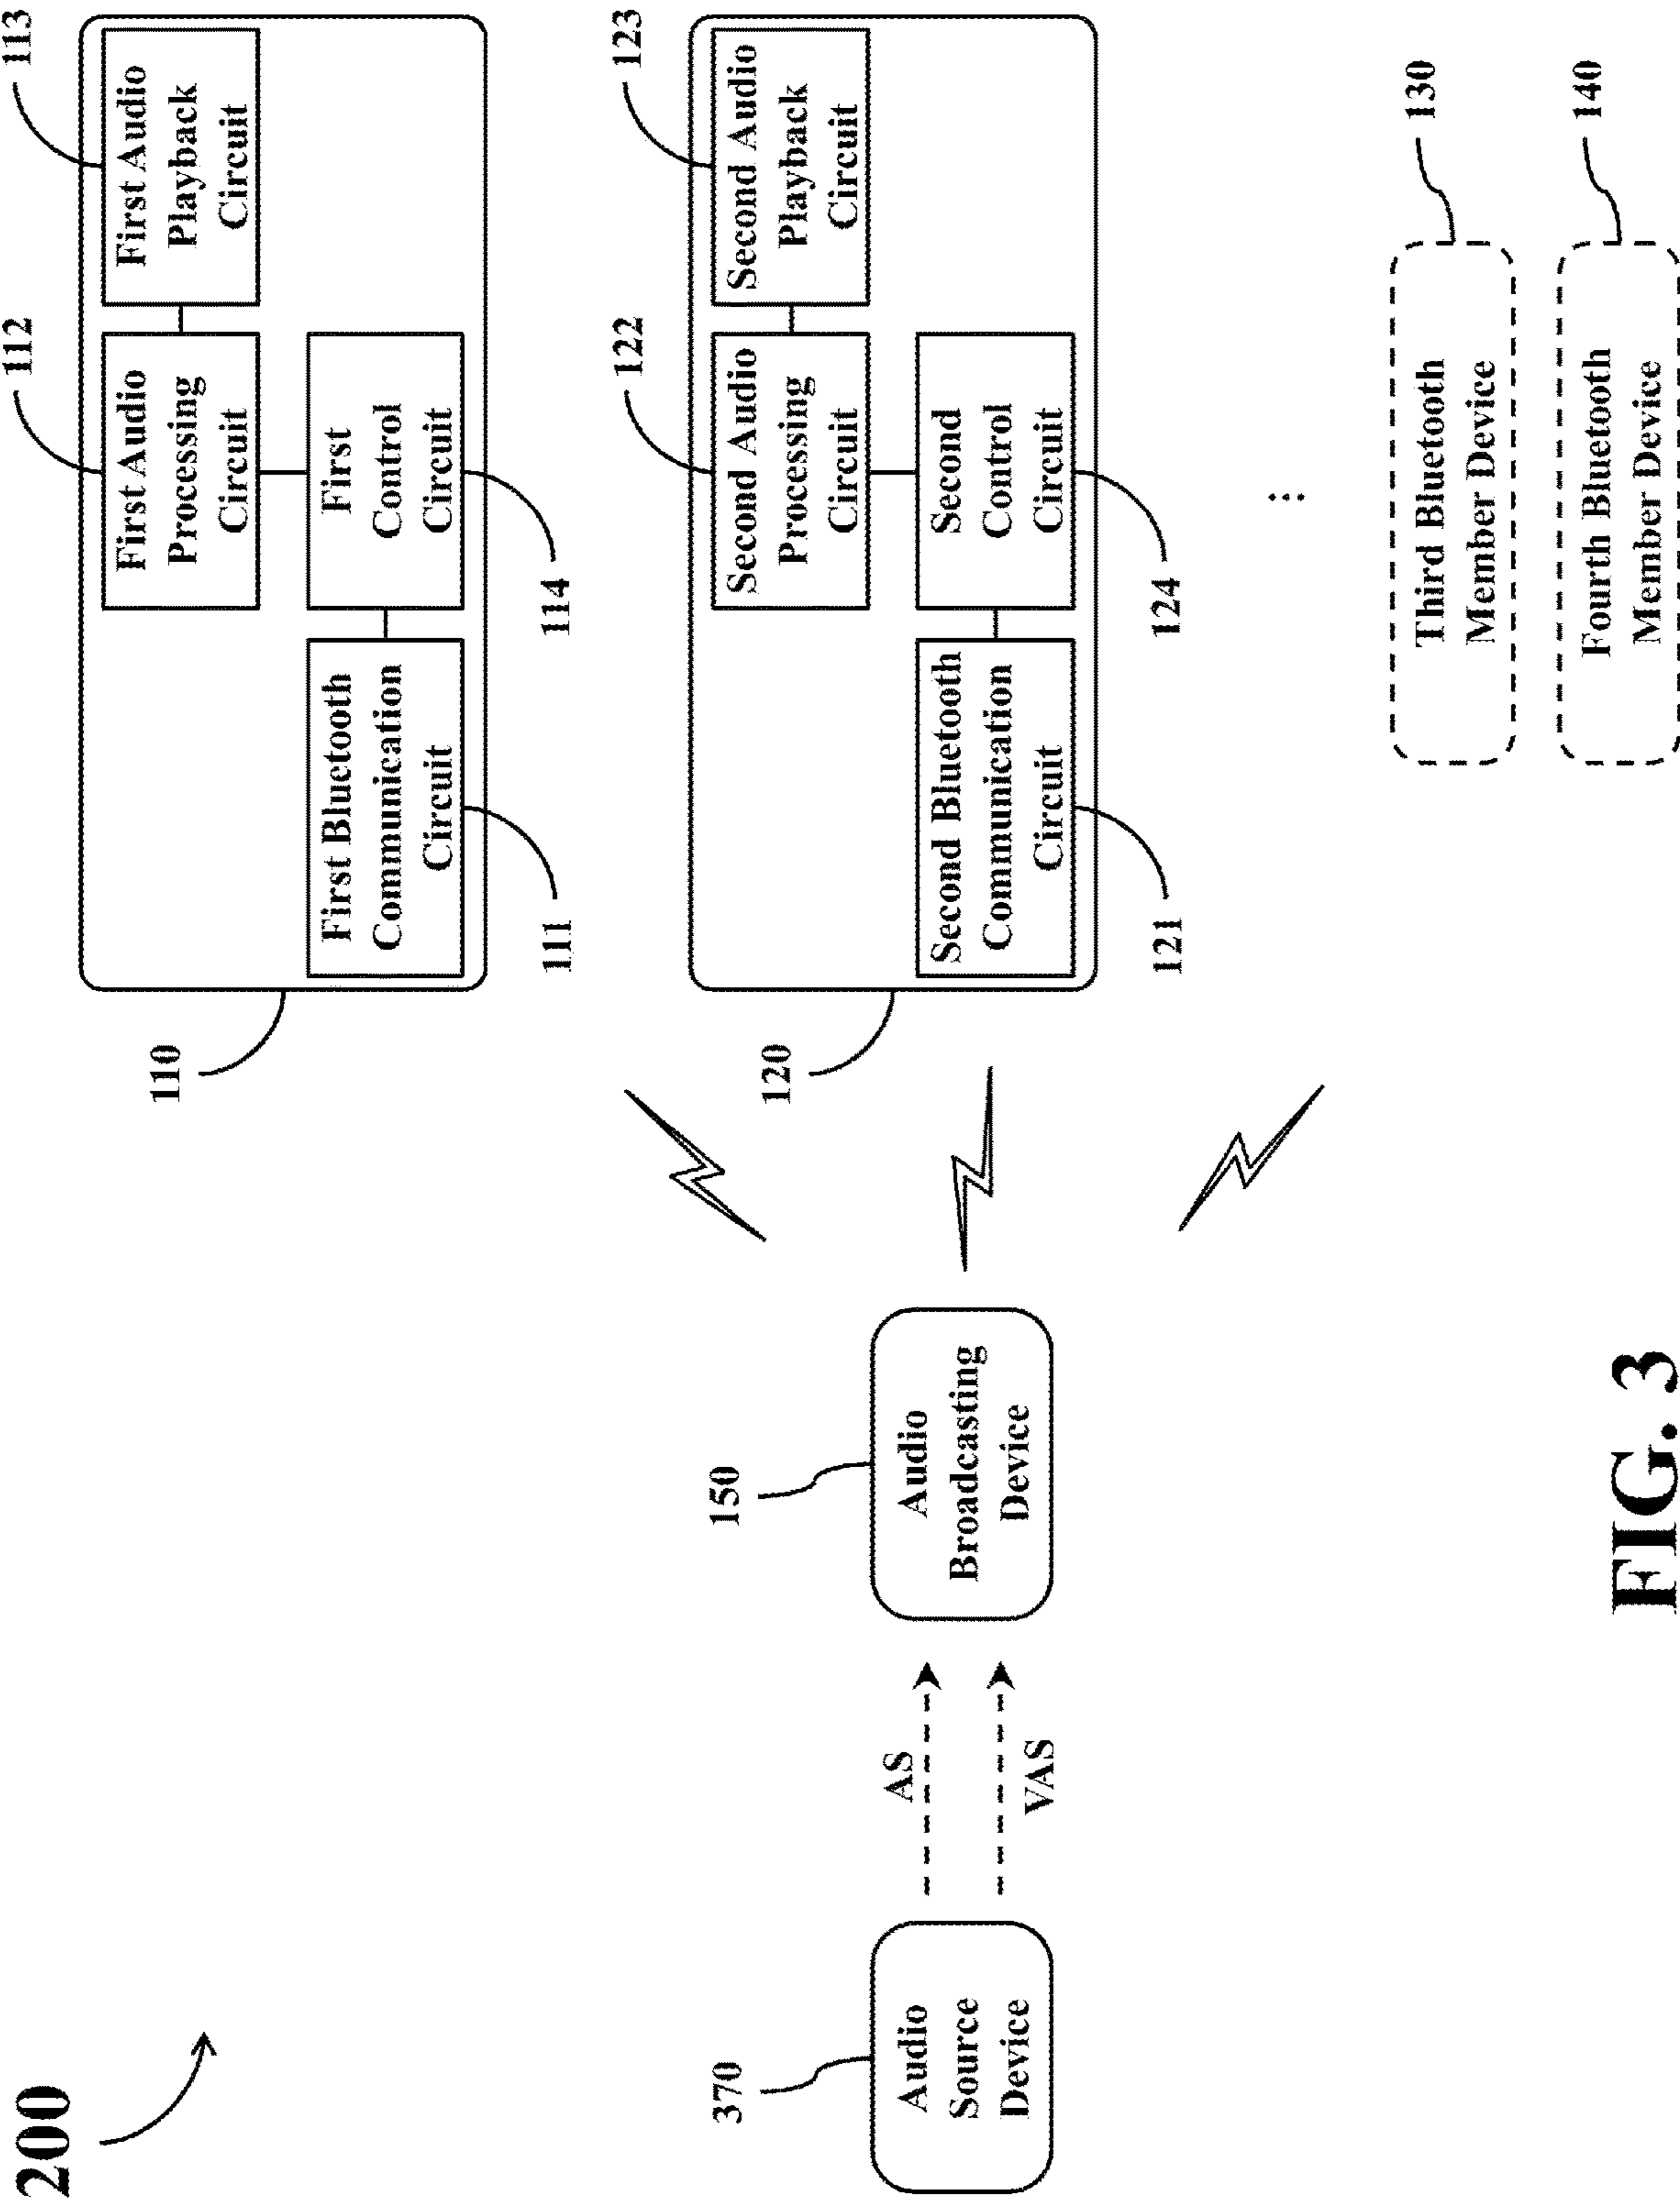 200
110
First Audio
Processing
Circuit
112
First Audio
Playback
Circuit
113
First Bluetooth
Communication
Circuit
111
First
Control
Circuit
114
120
Second Audio
Processing
Circuit
122
Second Audio
Playback
Circuit
123
Second Bluetooth
Communication
Circuit
121
Second
Control
Circuit
124
370
Audio
Source
Device
AS
VAS
150
Audio
Broadcasting
Device
⋮
Third Bluetooth
Member Device
130
Fourth Bluetooth
Member Device
140
FIG. 3